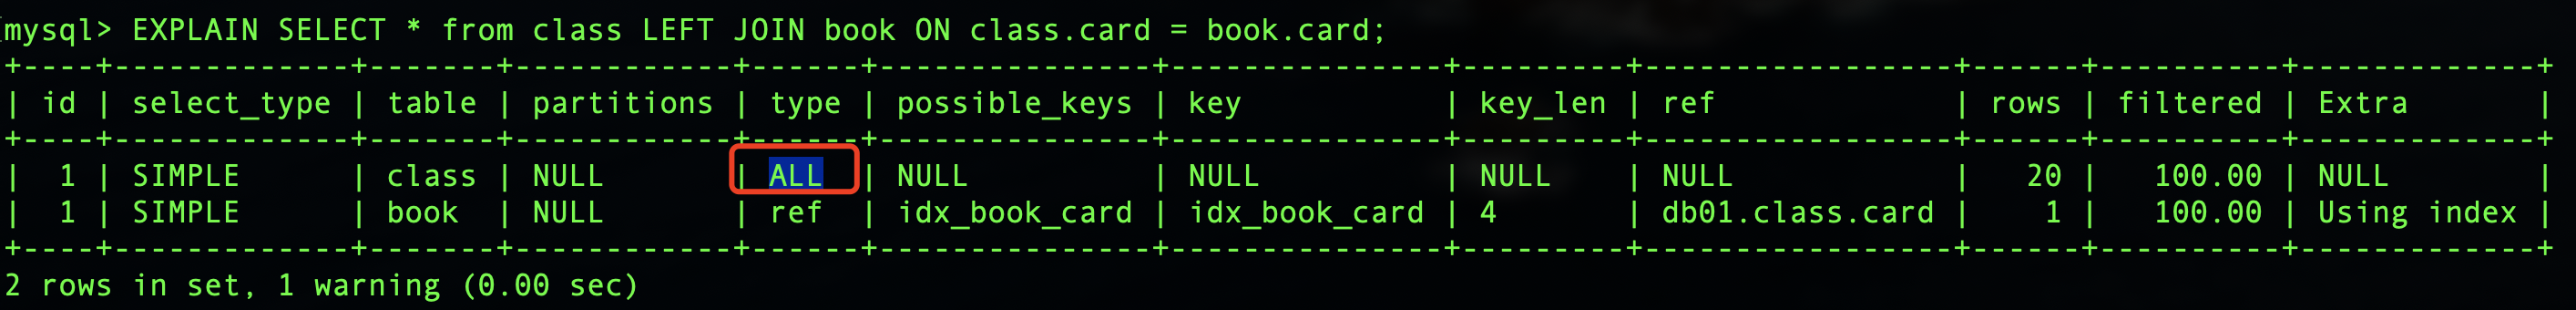 mysql> EXPLAIN SELECT * from class LEFT JOIN book ON class.card = book.card;
+----+-------------+-------+------------+------+---------------+---------------+---------+-----------------+------+----------+-------------+
| id | select_type | table | partitions | type | possible_keys | key           | key_len | ref             | rows | filtered | Extra       |
+----+-------------+-------+------------+------+---------------+---------------+---------+-----------------+------+----------+-------------+
|  1 | SIMPLE      | class | NULL       | ALL  | NULL          | NULL          | NULL    | NULL            |   20 |   100.00 | NULL        |
|  1 | SIMPLE      | book  | NULL       | ref  | idx_book_card | idx_book_card | 4       | db01.class.card |    1 |   100.00 | Using index |
+----+-------------+-------+------------+------+---------------+---------------+---------+-----------------+------+----------+-------------+
2 rows in set, 1 warning (0.00 sec)